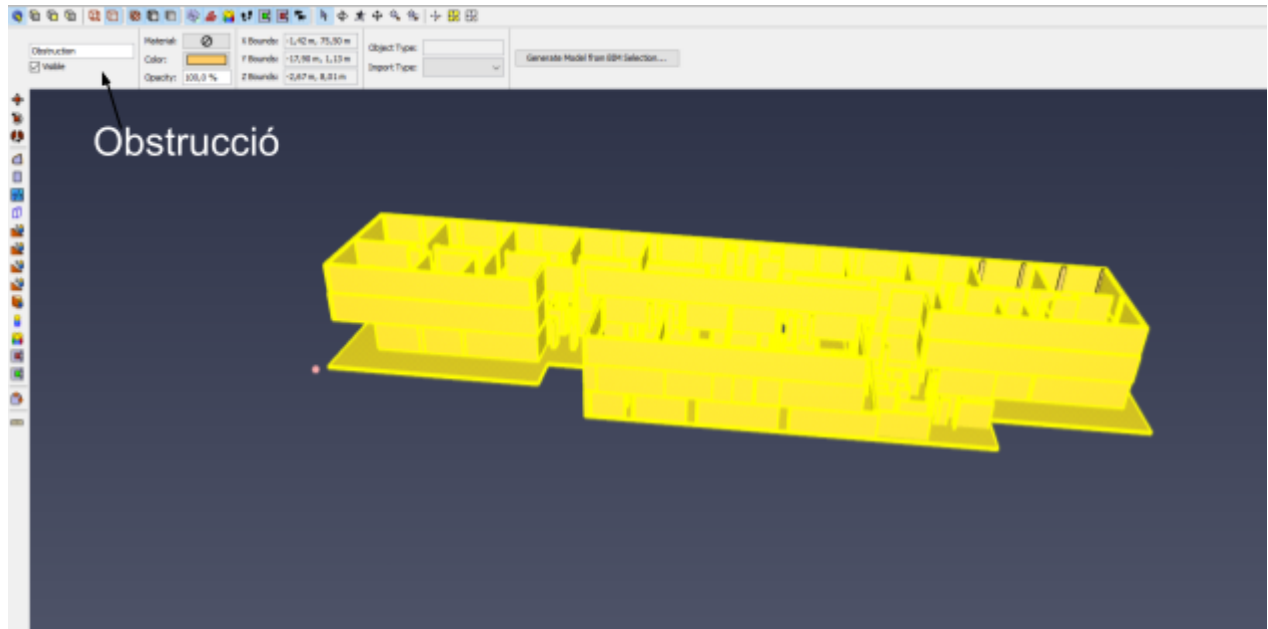 Obstruction
Visible
Material:
Color:
Opacity: 100,0 %
X Bounds: -1,42 m, 75,50 m
Y Bounds: -17,98 m, 1,13 m
Z Bounds: -2,67 m, 8,01 m
Object Type:
Import Type:
Generate Model from BIM Selection...
Obstrucció